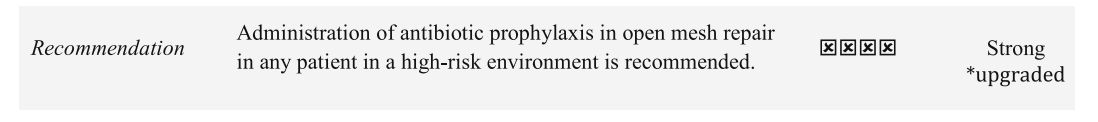 Recommendation
Administration of antibiotic prophylaxis in open mesh repair
in any patient in a high-risk environment is recommended.
☒☒☒☒
Strong
*upgraded